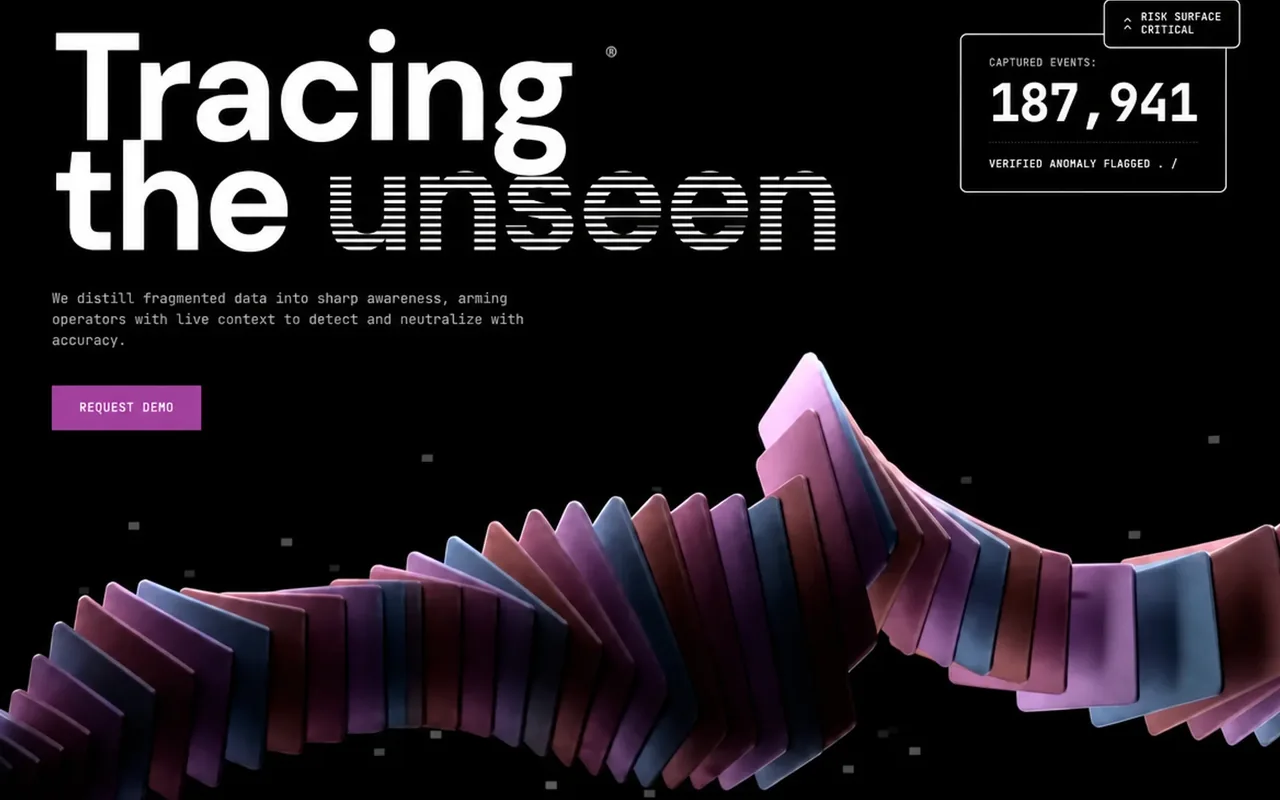 Tracing ®
the unseen
RISK SURFACE
CRITICAL
CAPTURED EVENTS:
187,941
VERIFIED ANOMALY FLAGGED . /
We distill fragmented data into sharp awareness, arming
operators with live context to detect and neutralize with
accuracy.
REQUEST DEMO